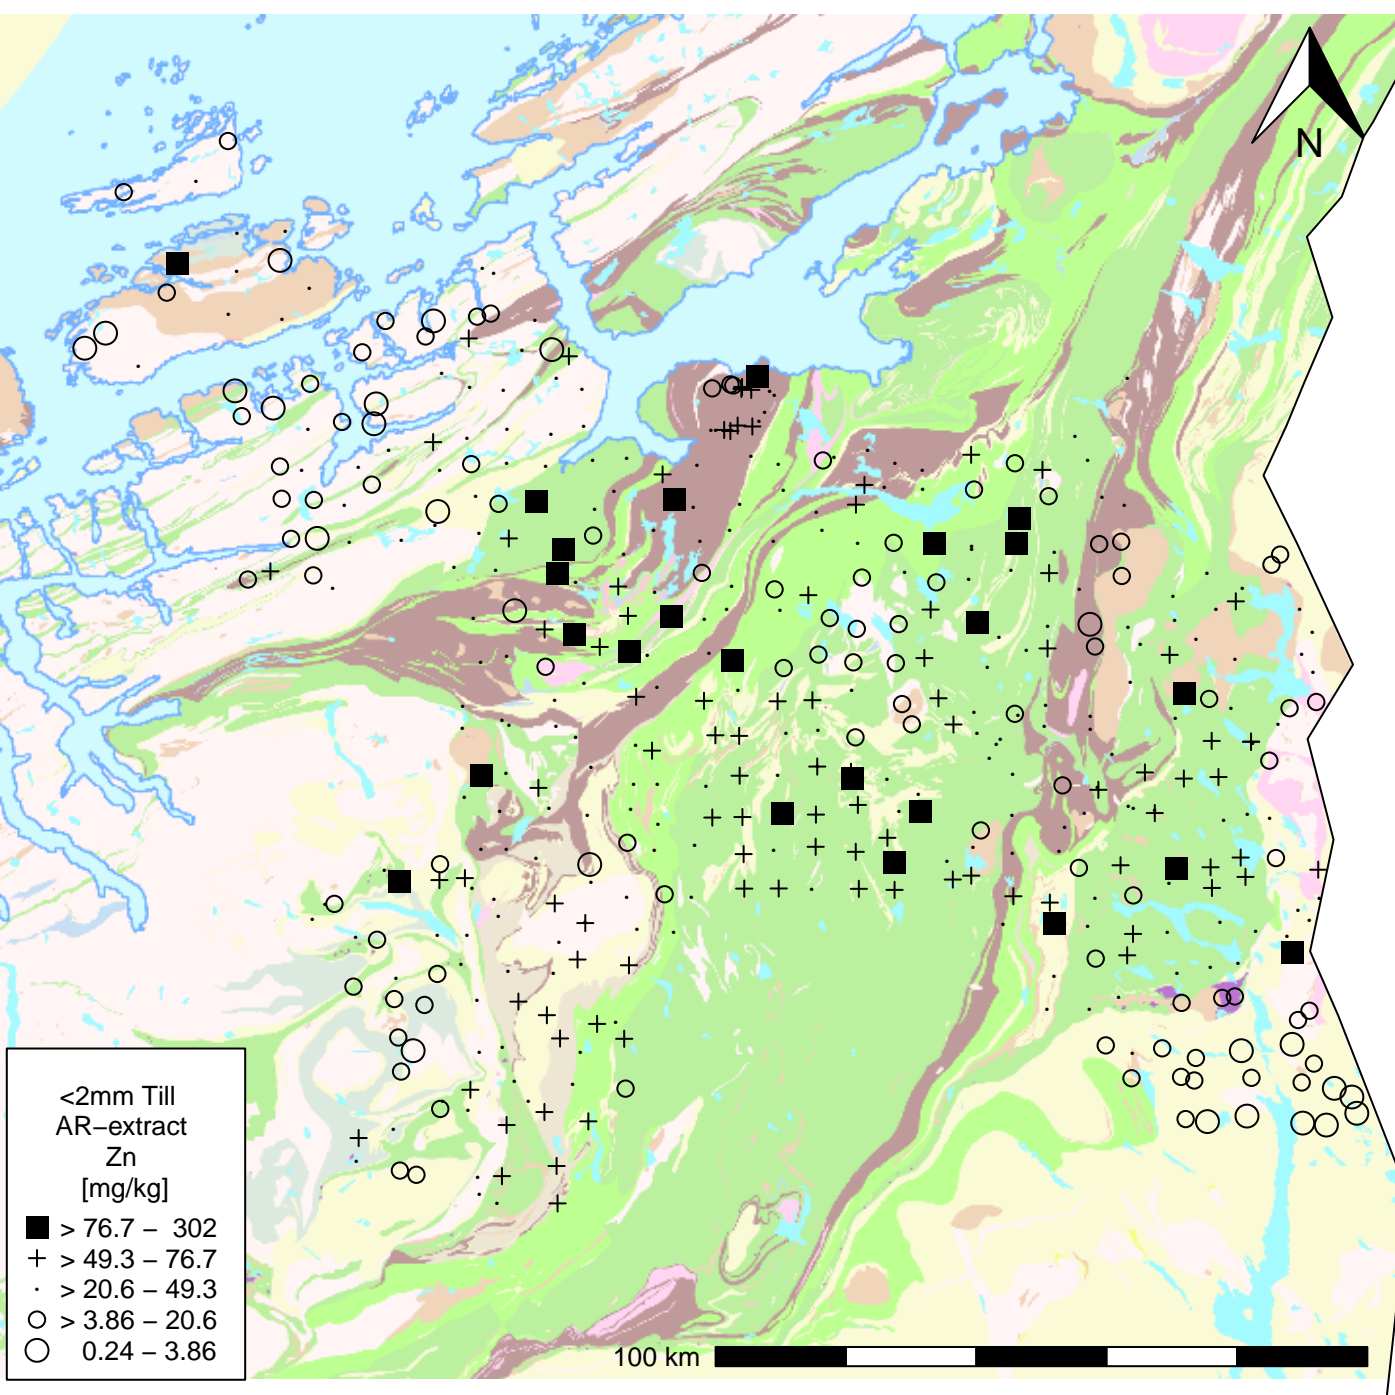 N
<2mm Till
AR−extract
Zn
[mg/kg]
> 76.7 − 302
> 49.3 − 76.7
> 20.6 − 49.3
> 3.86 − 20.6
0.24 − 3.86
100 km